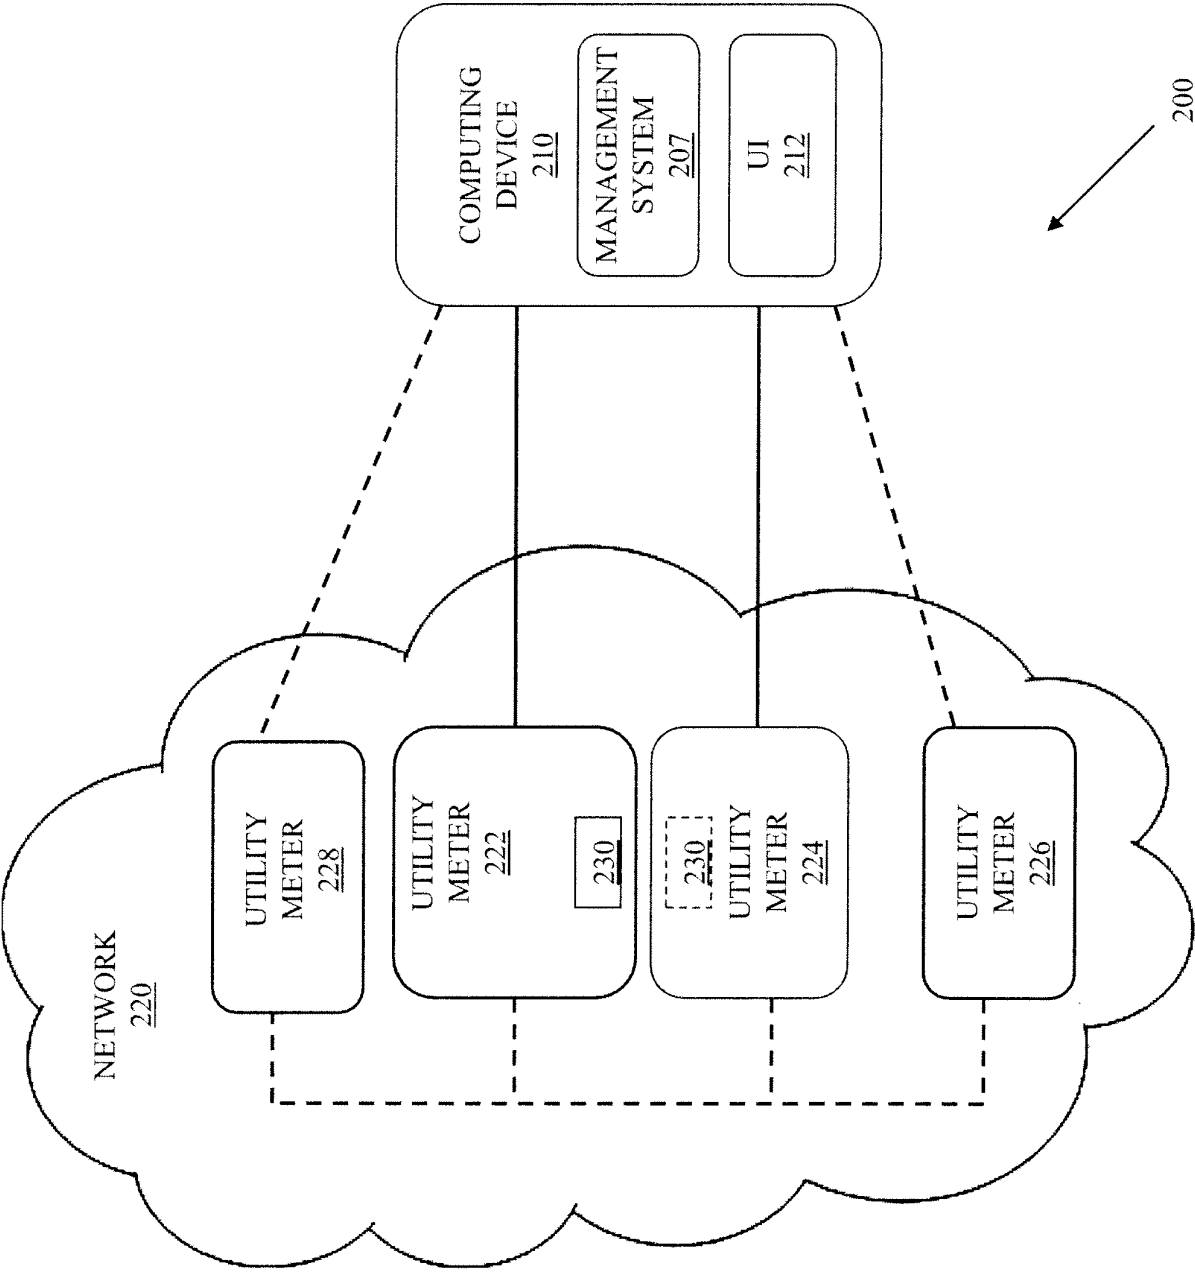 NETWORK
220
UTILITY
METER
228
UTILITY
METER
222
230
230
UTILITY
METER
224
UTILITY
METER
226
COMPUTING
DEVICE
210
MANAGEMENT
SYSTEM
207
UI
212
200